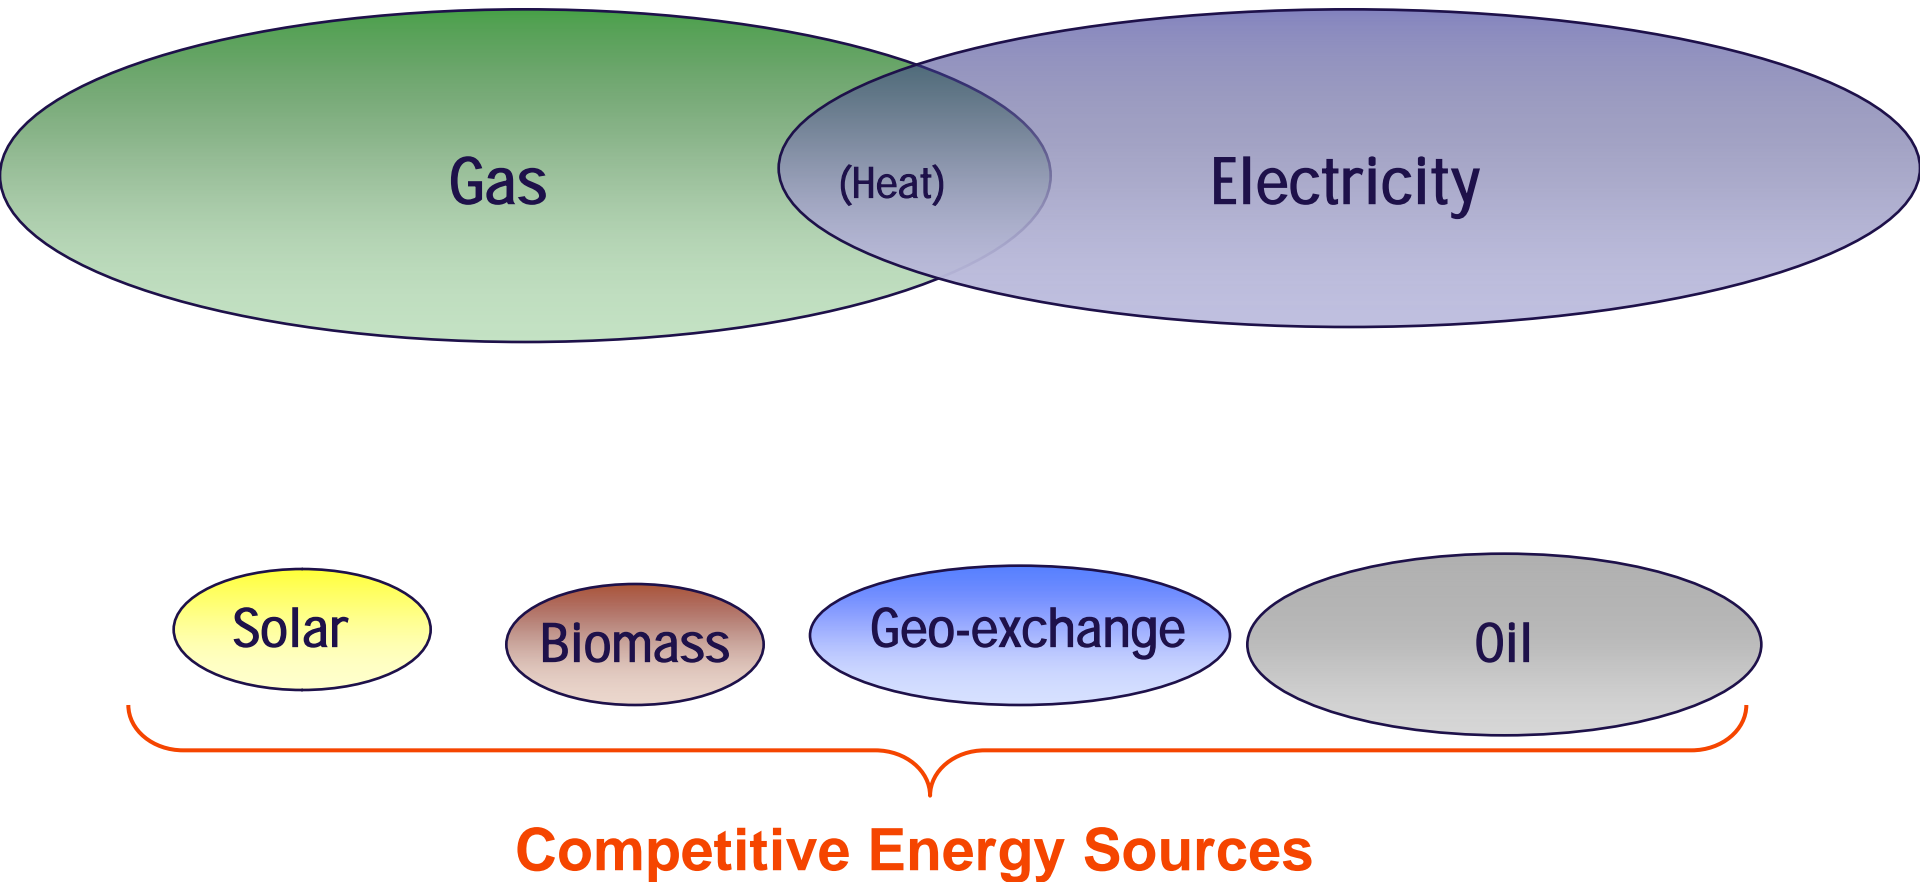 Gas (Heat) Electricity
Solar Biomass Geo-exchange Oil
Competitive Energy Sources